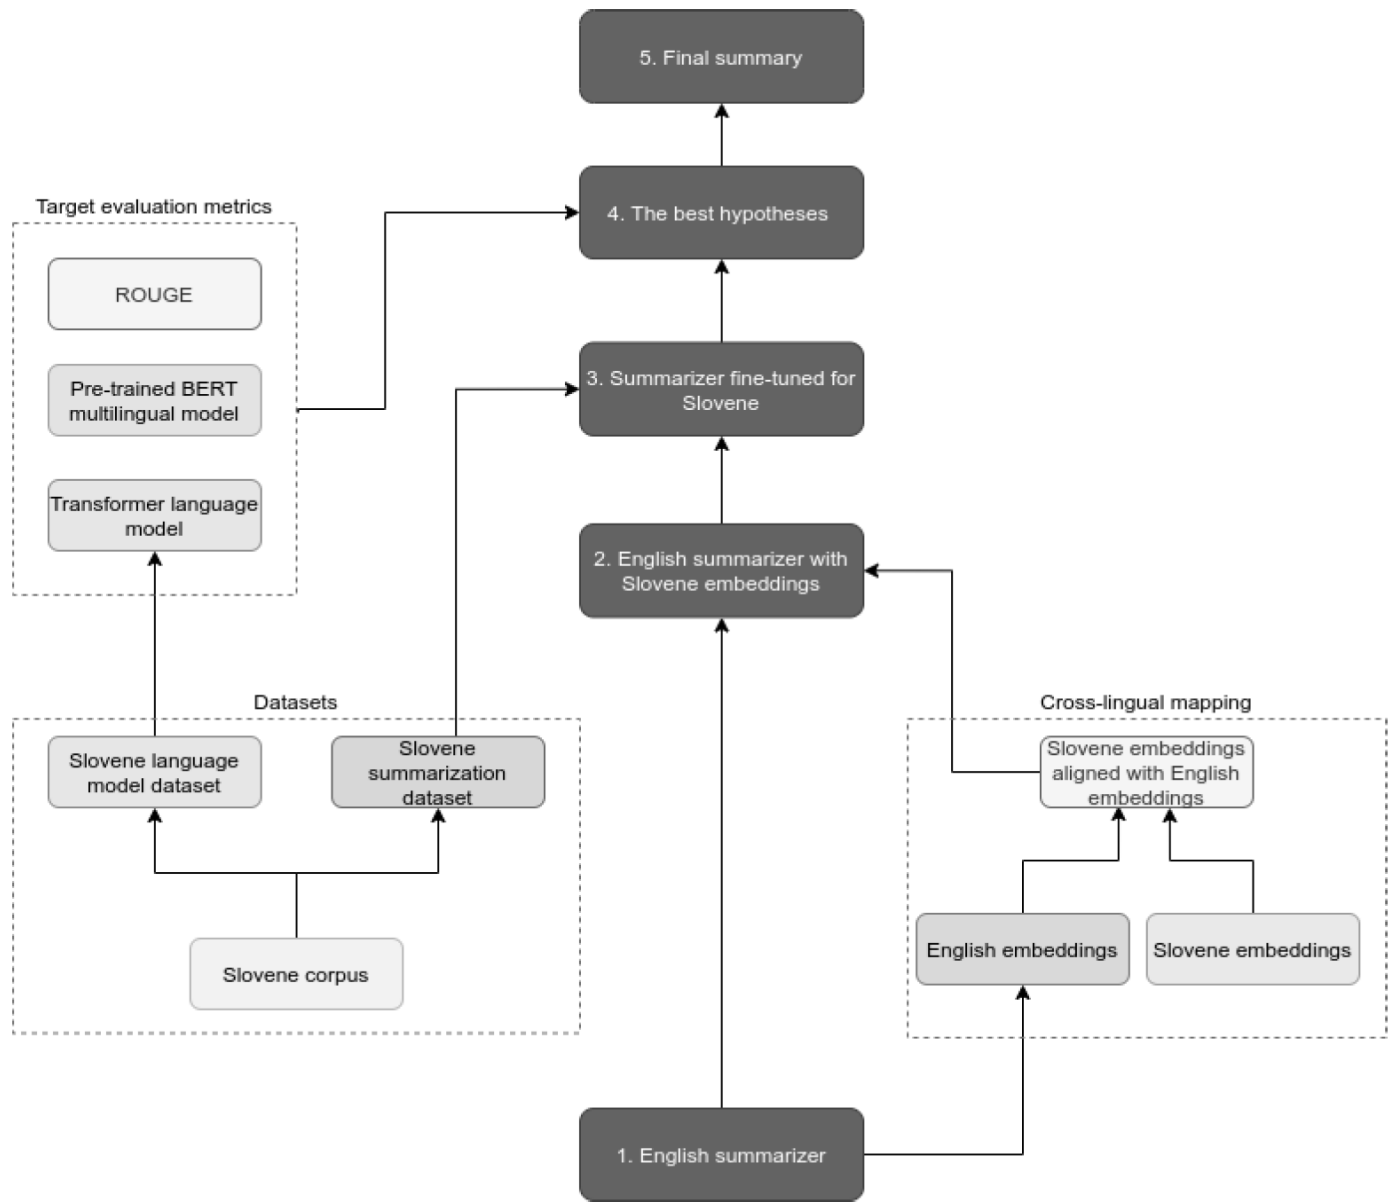 5. Final summary
4. The best hypotheses
Target evaluation metrics
ROUGE
Pre-trained BERT
multilingual model
Transformer language
model
3. Summarizer fine-tuned for
Slovene
2. English summarizer with
Slovene embeddings
Datasets
Slovene language
model dataset
Slovene
summarization
dataset
Slovene corpus
Cross-lingual mapping
Slovene embeddings
aligned with English
embeddings
English embeddings
Slovene embeddings
1. English summarizer